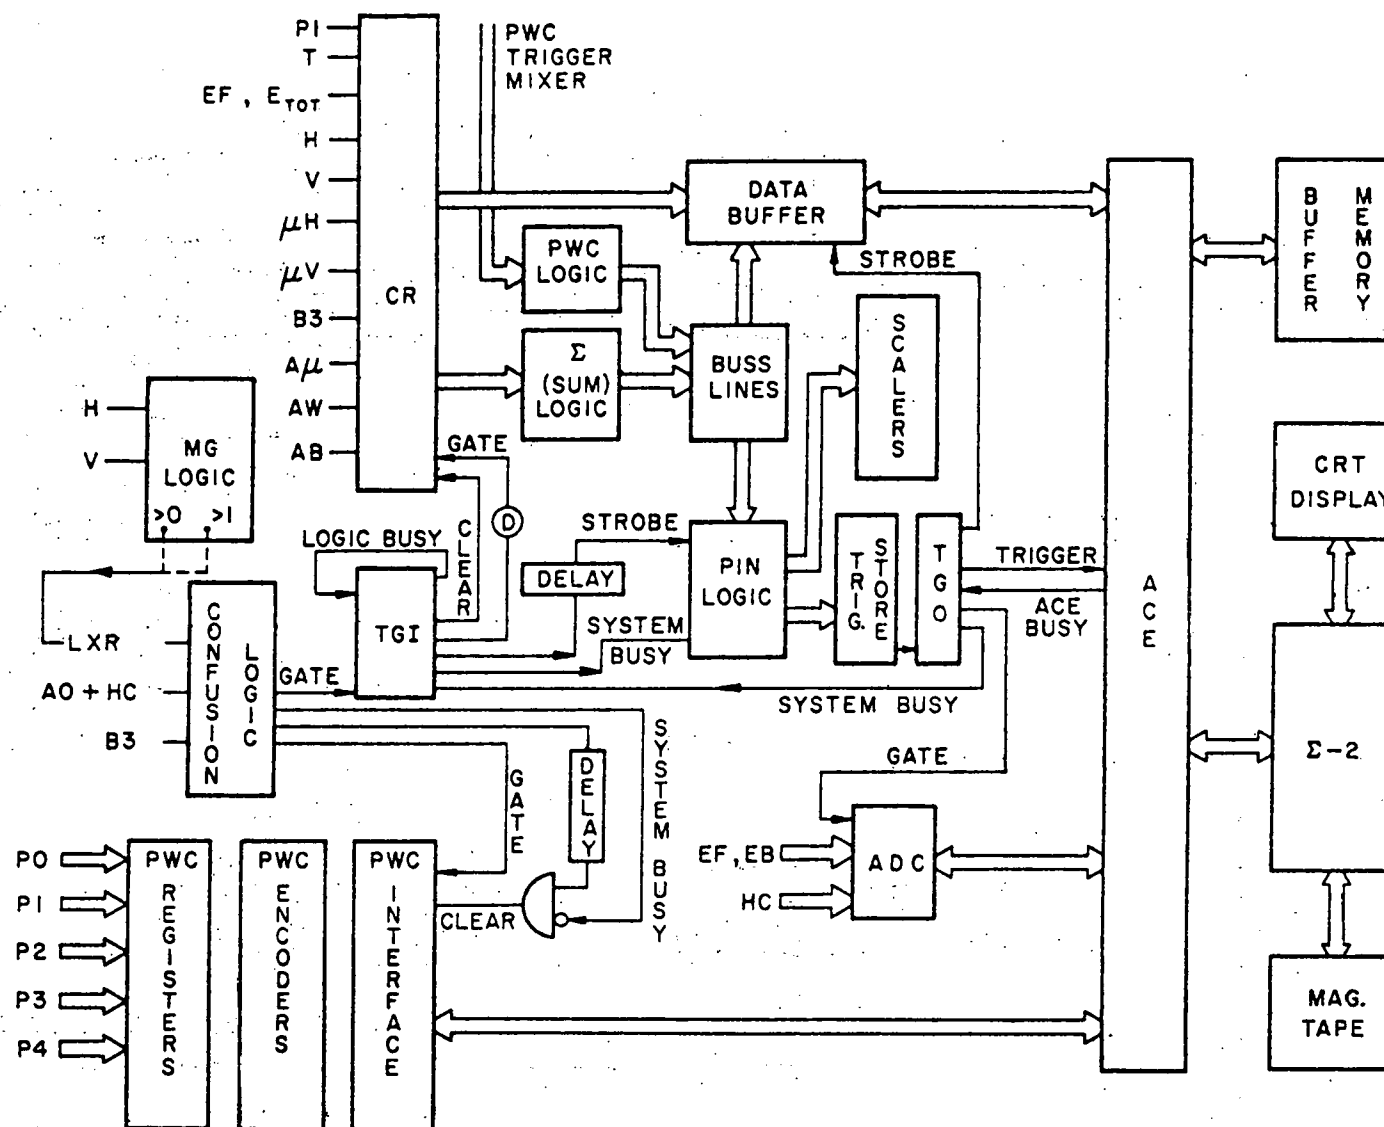 P1
T
EF, E_TOT
H
V
μH
μV
B3
Aμ
AW
AB
CR
PWC
TRIGGER
MIXER
DATA
BUFFER
PWC
LOGIC
Σ
(SUM)
LOGIC
BUSS
LINES
STROBE
SCALERS
ACE
BUFFER
MEMORY
H
V
MG
LOGIC
>0
>1
GATE
CLEAR
D
LOGIC BUSY
TGI
STROBE
DELAY
SYSTEM
BUSY
PIN
LOGIC
TRIG.
STORE
TGO
TRIGGER
ACE
BUSY
CRT
DISPLAY
LXR
A0 + HC
B3
CONFUSION
LOGIC
GATE
SYSTEM BUSY
GATE
DELAY
SYSTEM BUSY
GATE
EF, EB
HC
ADC
Σ-2
P0
P1
P2
P3
P4
PWC
REGISTERS
PWC
ENCODERS
PWC
INTERFACE
CLEAR
MAG.
TAPE